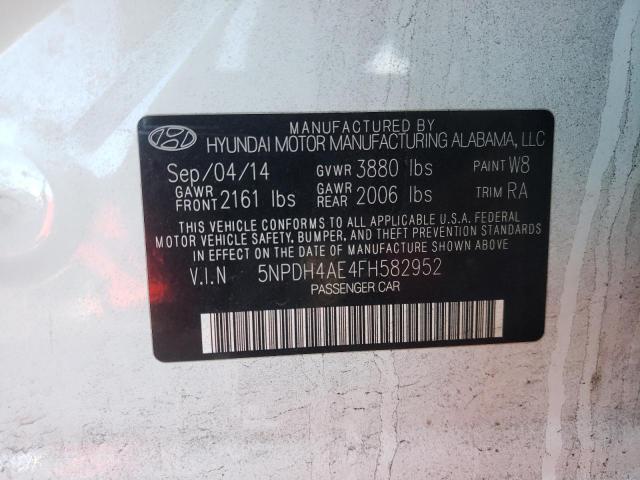 MANUFACTURED BY
HYUNDAI MOTOR MANUFACTURING ALABAMA, LLC
Sep/04/14 GVWR 3880 lbs PAINT W8
GAWR FRONT 2161 lbs GAWR REAR 2006 lbs TRIM RA
THIS VEHICLE CONFORMS TO ALL APPLICABLE U.S.A. FEDERAL
MOTOR VEHICLE SAFETY, BUMPER, AND THEFT PREVENTION STANDARDS
IN EFFECT ON THE DATE OF MANUFACTURE SHOWN ABOVE.
V.I.N 5NPDH4AE4FH582952
PASSENGER CAR